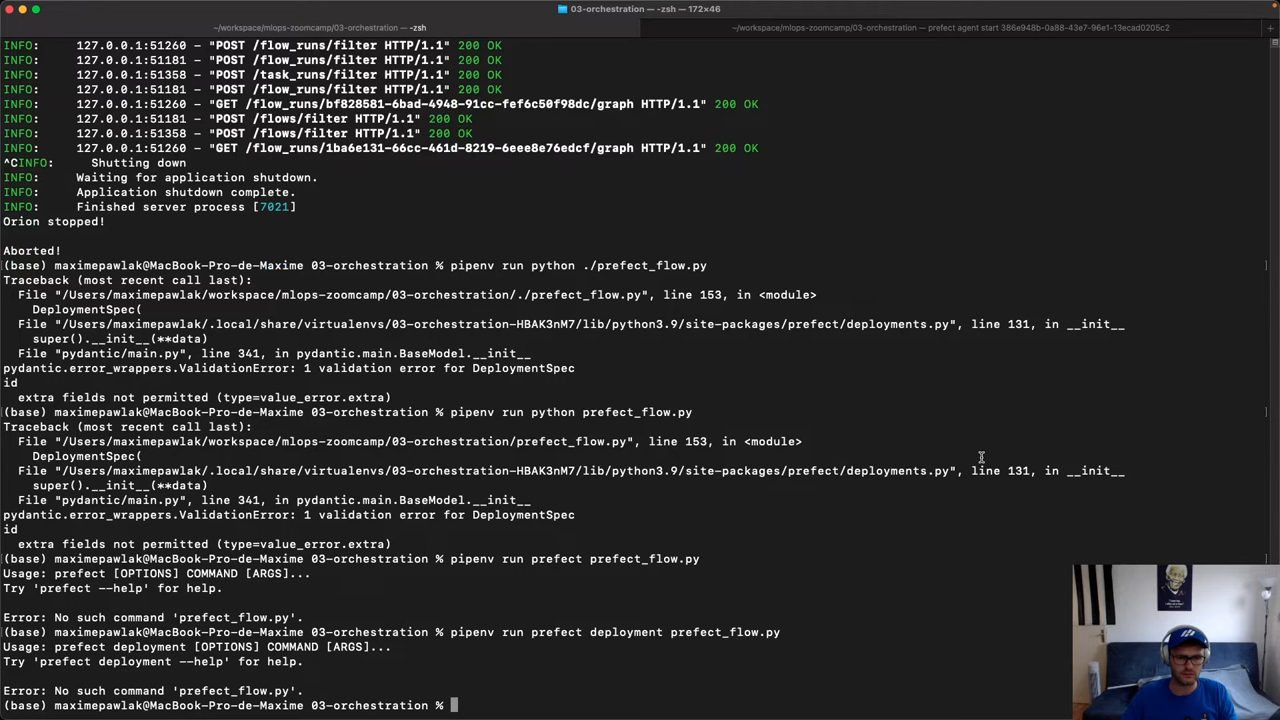 03-orchestration — -zsh — 172×46
~/workspace/mlops-zoomcamp/03-orchestration — -zsh
~/workspace/mlops-zoomcamp/03-orchestration — prefect agent start 386e948b-0a88-43e7-96e1-13ecad0205c2
INFO: 127.0.0.1:51260 - "POST /flow_runs/filter HTTP/1.1" 200 OK
INFO: 127.0.0.1:51181 - "POST /flow_runs/filter HTTP/1.1" 200 OK
INFO: 127.0.0.1:51358 - "POST /task_runs/filter HTTP/1.1" 200 OK
INFO: 127.0.0.1:51181 - "POST /flow_runs/filter HTTP/1.1" 200 OK
INFO: 127.0.0.1:51260 - "GET /flow_runs/bf828581-6bad-4948-91cc-fef6c50f98dc/graph HTTP/1.1" 200 OK
INFO: 127.0.0.1:51181 - "POST /flows/filter HTTP/1.1" 200 OK
INFO: 127.0.0.1:51358 - "POST /flows/filter HTTP/1.1" 200 OK
INFO: 127.0.0.1:51260 - "GET /flow_runs/1ba6e131-66cc-461d-8219-6eee8e76edcf/graph HTTP/1.1" 200 OK
^CINFO: Shutting down
INFO: Waiting for application shutdown.
INFO: Application shutdown complete.
INFO: Finished server process [7021]
Orion stopped!
Aborted!
(base) maximepawlak@MacBook-Pro-de-Maxime 03-orchestration % pipenv run python ./prefect_flow.py
Traceback (most recent call last):
File "/Users/maximepawlak/workspace/mlops-zoomcamp/03-orchestration/./prefect_flow.py", line 153, in <module>
DeploymentSpec(
File "/Users/maximepawlak/.local/share/virtualenvs/03-orchestration-HBAK3nM7/lib/python3.9/site-packages/prefect/deployments.py", line 131, in __init__
super().__init__(**data)
File "pydantic/main.py", line 341, in pydantic.main.BaseModel.__init__
pydantic.error_wrappers.ValidationError: 1 validation error for DeploymentSpec
id
extra fields not permitted (type=value_error.extra)
(base) maximepawlak@MacBook-Pro-de-Maxime 03-orchestration % pipenv run python prefect_flow.py
Traceback (most recent call last):
File "/Users/maximepawlak/workspace/mlops-zoomcamp/03-orchestration/prefect_flow.py", line 153, in <module>
DeploymentSpec(
File "/Users/maximepawlak/.local/share/virtualenvs/03-orchestration-HBAK3nM7/lib/python3.9/site-packages/prefect/deployments.py", line 131, in __init__
super().__init__(**data)
File "pydantic/main.py", line 341, in pydantic.main.BaseModel.__init__
pydantic.error_wrappers.ValidationError: 1 validation error for DeploymentSpec
id
extra fields not permitted (type=value_error.extra)
(base) maximepawlak@MacBook-Pro-de-Maxime 03-orchestration % pipenv run prefect prefect_flow.py
Usage: prefect [OPTIONS] COMMAND [ARGS]...
Try 'prefect --help' for help.
Error: No such command 'prefect_flow.py'.
(base) maximepawlak@MacBook-Pro-de-Maxime 03-orchestration % pipenv run prefect deployment prefect_flow.py
Usage: prefect deployment [OPTIONS] COMMAND [ARGS]...
Try 'prefect deployment --help' for help.
Error: No such command 'prefect_flow.py'.
(base) maximepawlak@MacBook-Pro-de-Maxime 03-orchestration %